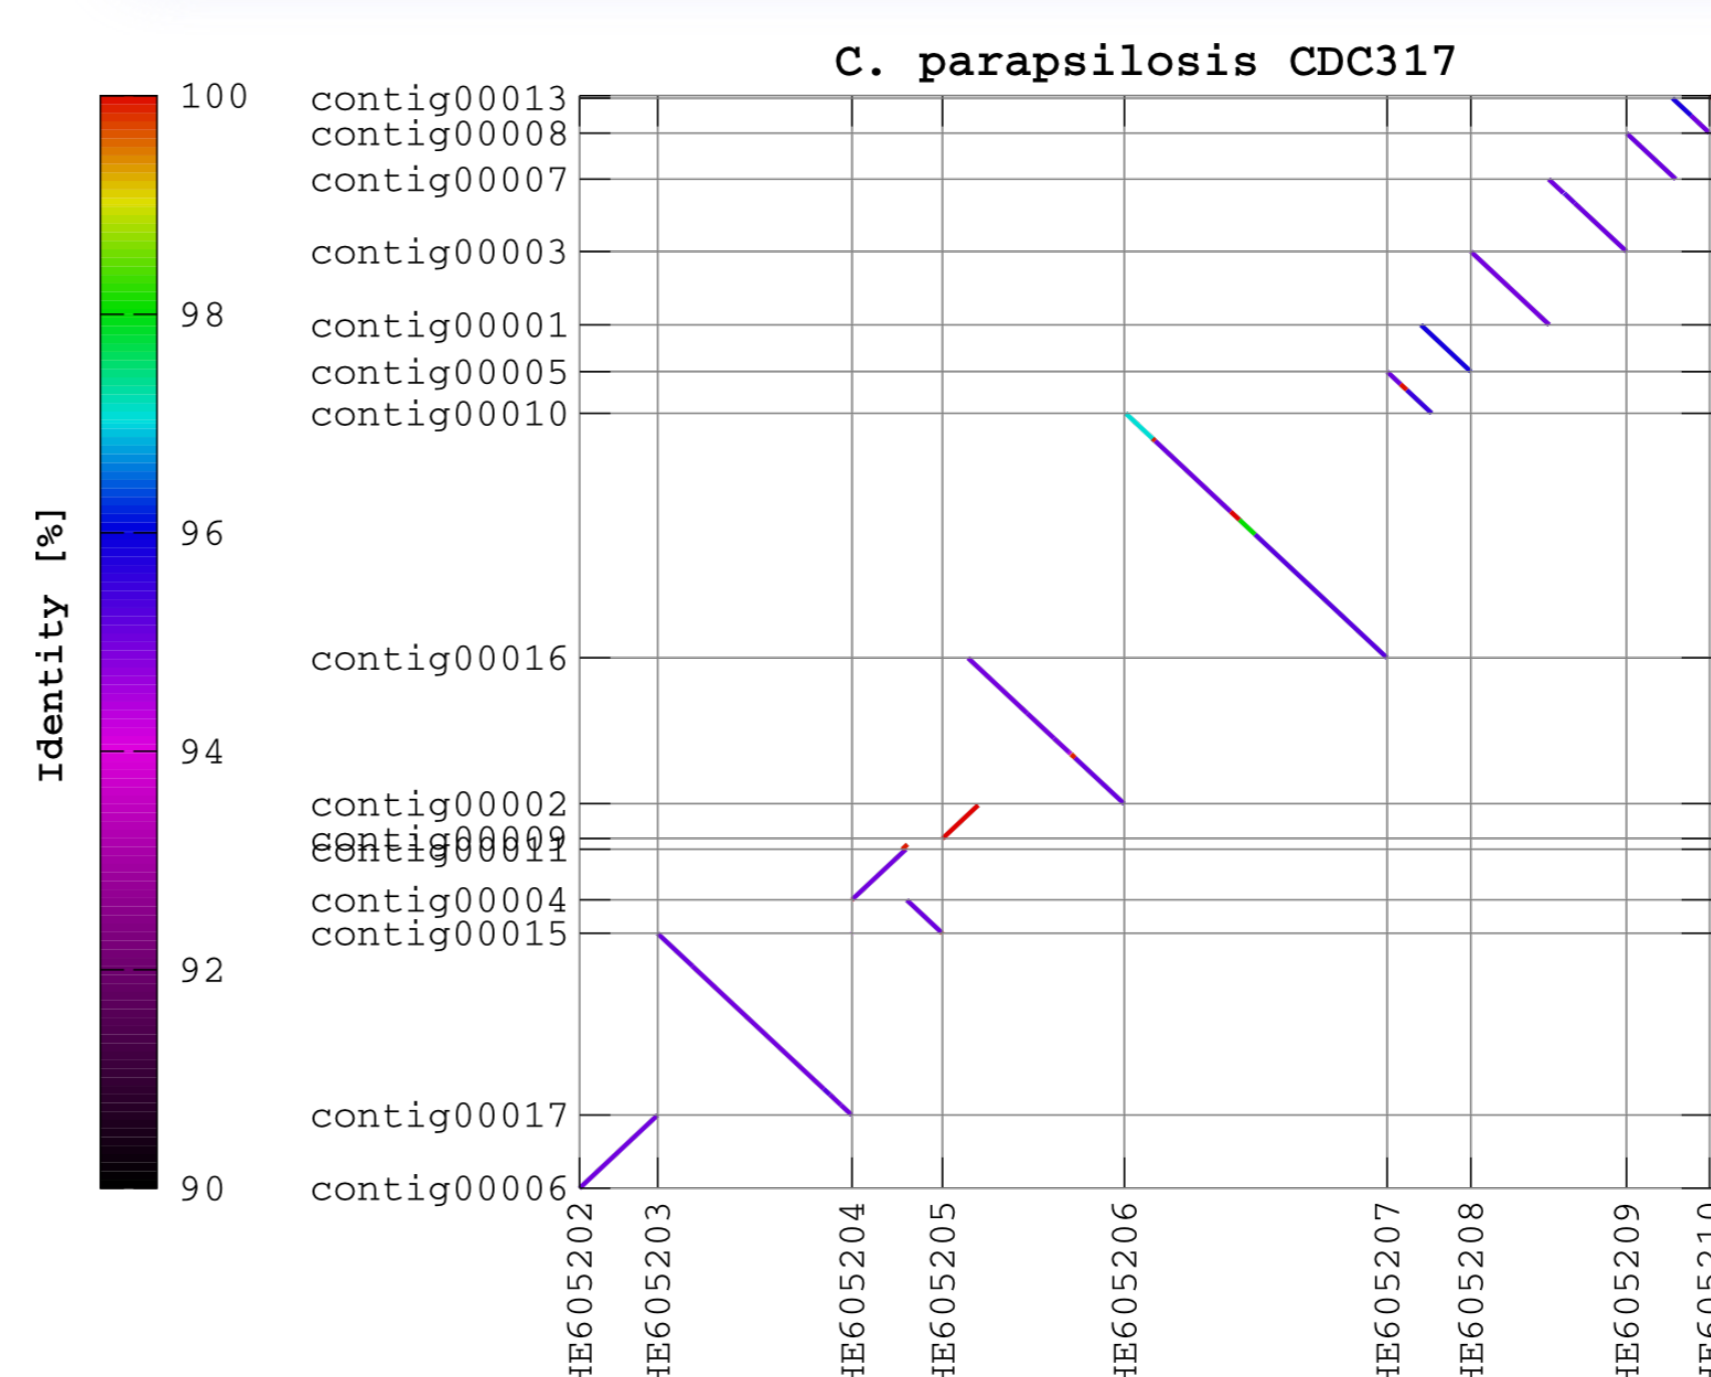 C. parapsilosis CDC317
100
98
96
94
92
90
Identity [%]
contig00013
contig00008
contig00007
contig00003
contig00001
contig00005
contig00010
contig00016
contig00002
contig00009
contig00011
contig00004
contig00015
contig00017
contig00006
HE605202
HE605203
HE605204
HE605205
HE605206
HE605207
HE605208
HE605209
HE605210